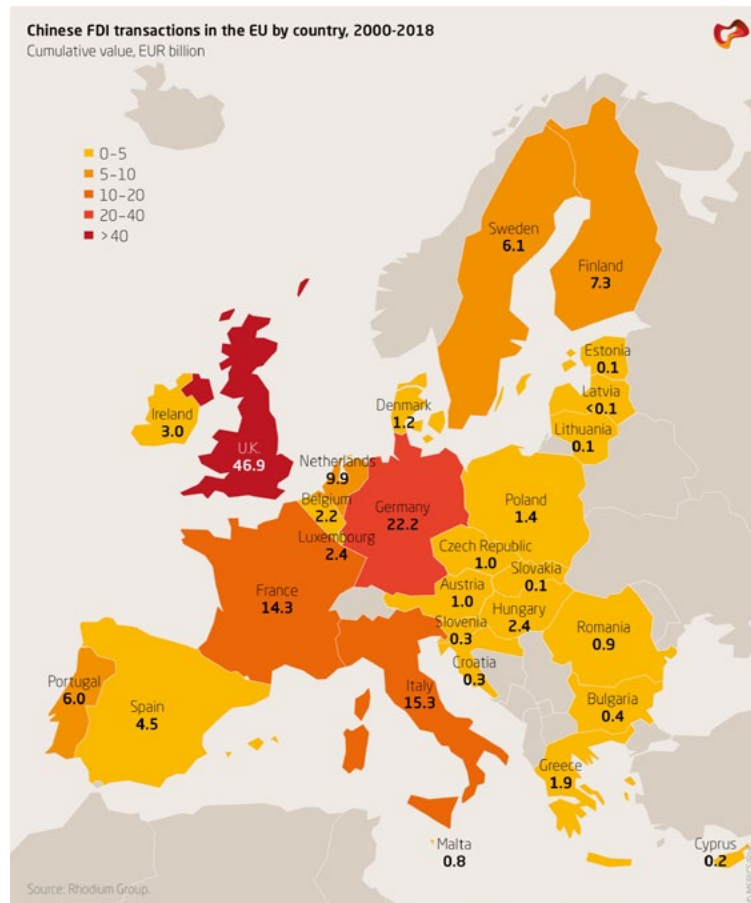 Chinese FDI transactions in the EU by country, 2000-2018
Cumulative value, EUR billion
0–5
5–10
10–20
20–40
>40
Sweden
6.1
Finland
7.3
Estonia
0.1
Latvia
<0.1
Lithuania
0.1
Denmark
1.2
Ireland
3.0
U.K.
46.9
Netherlands
9.9
Belgium
2.2
Luxembourg
2.4
Germany
22.2
Poland
1.4
Czech Republic
1.0
Slovakia
0.1
Austria
1.0
Hungary
2.4
Slovenia
0.3
Croatia
0.3
Romania
0.9
Bulgaria
0.4
France
14.3
Italy
15.3
Portugal
6.0
Spain
4.5
Greece
1.9
Malta
0.8
Cyprus
0.2
Source: Rhodium Group.